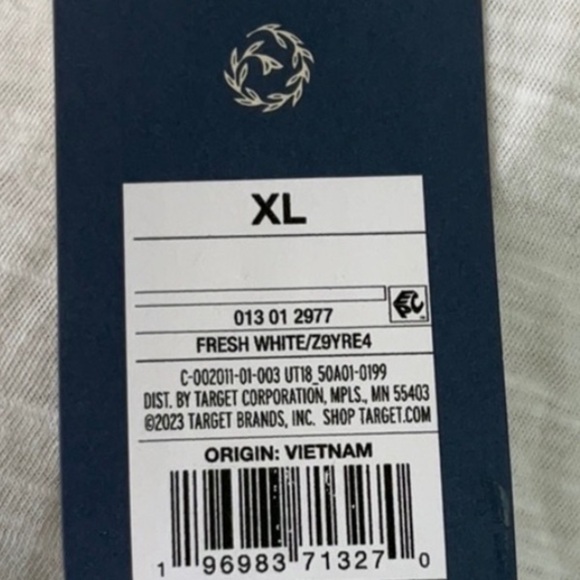 XL
013 01 2977
FRESH WHITE/Z9YRE4
C-002011-01-003 UT18_50A01-0199
DIST. BY TARGET CORPORATION, MPLS., MN 55403
©2023 TARGET BRANDS, INC. SHOP TARGET.COM
ORIGIN: VIETNAM
1 96983 71327 0